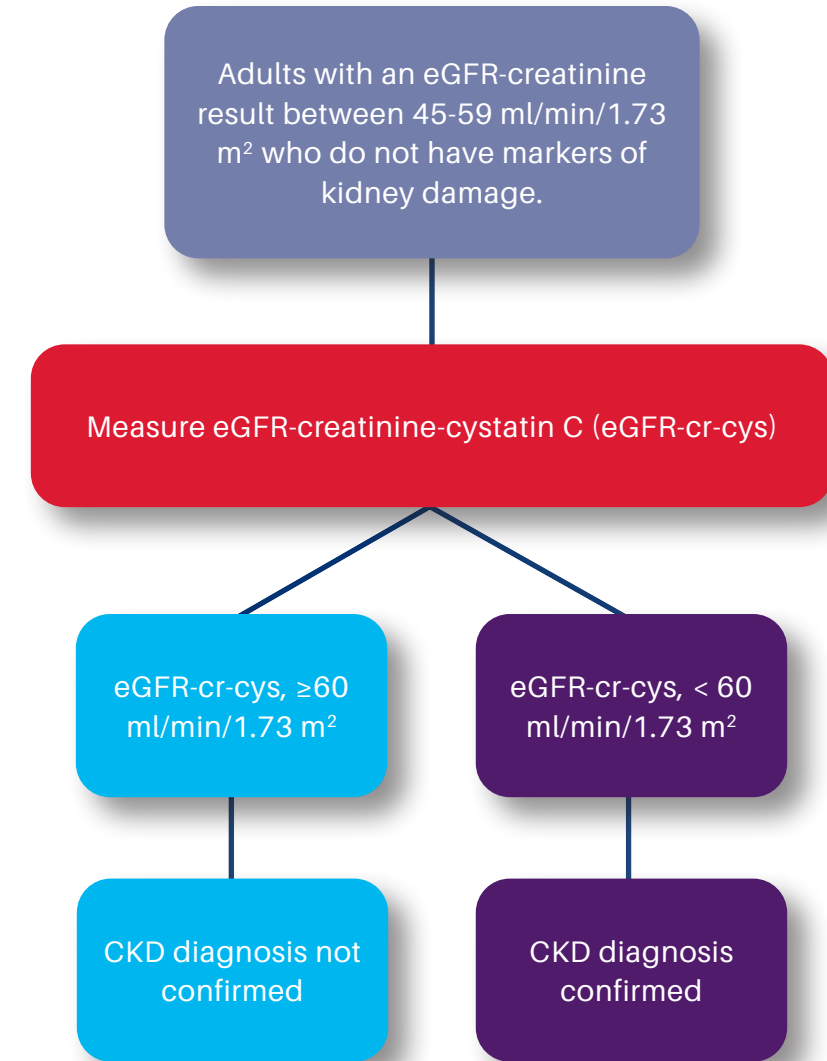 Adults with an eGFR-creatinine
result between 45-59 ml/min/1.73
m² who do not have markers of
kidney damage.
Measure eGFR-creatinine-cystatin C (eGFR-cr-cys)
eGFR-cr-cys, ≥60
ml/min/1.73 m²
eGFR-cr-cys, < 60
ml/min/1.73 m²
CKD diagnosis not
confirmed
CKD diagnosis
confirmed